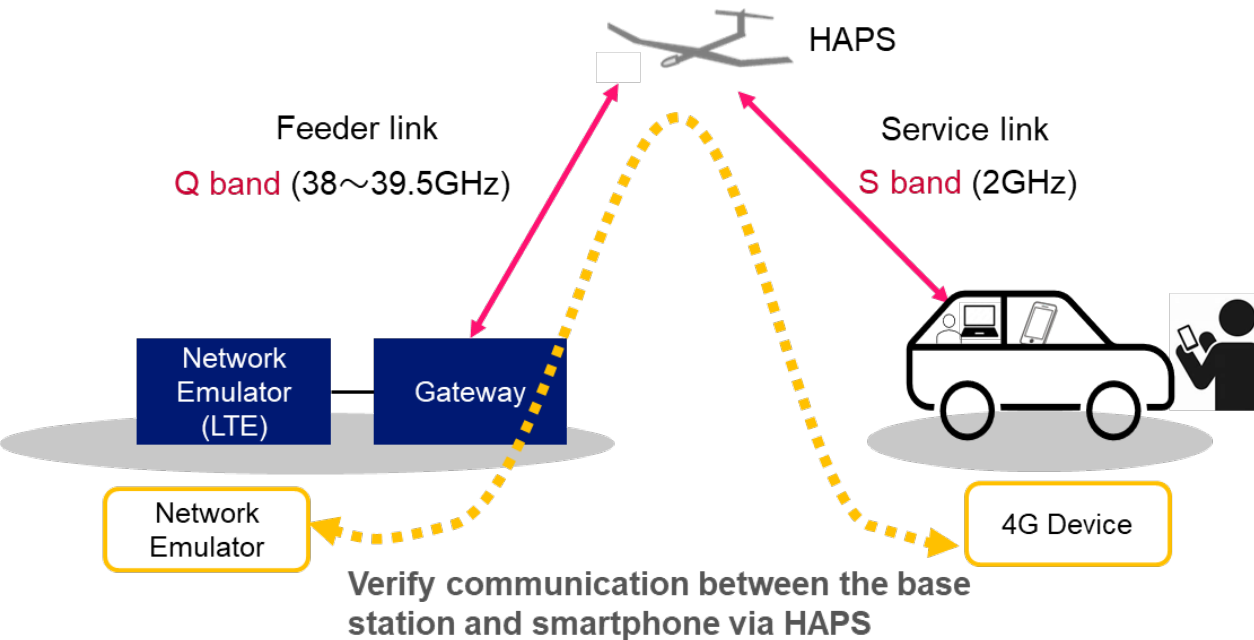 HAPS
Feeder link
Q band (38～39.5GHz)
Service link
S band (2GHz)
Network
Emulator
(LTE)
Gateway
Network
Emulator
4G Device
Verify communication between the base
station and smartphone via HAPS